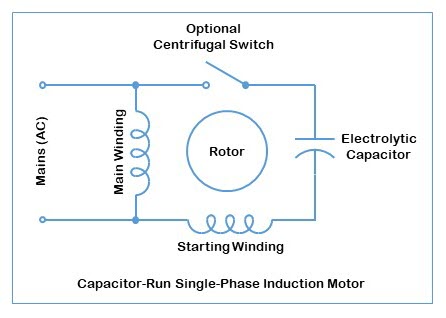 Optional
Centrifugal Switch
Mains (AC)
Main Winding
Rotor
Electrolytic
Capacitor
Starting Winding
Capacitor-Run Single-Phase Induction Motor